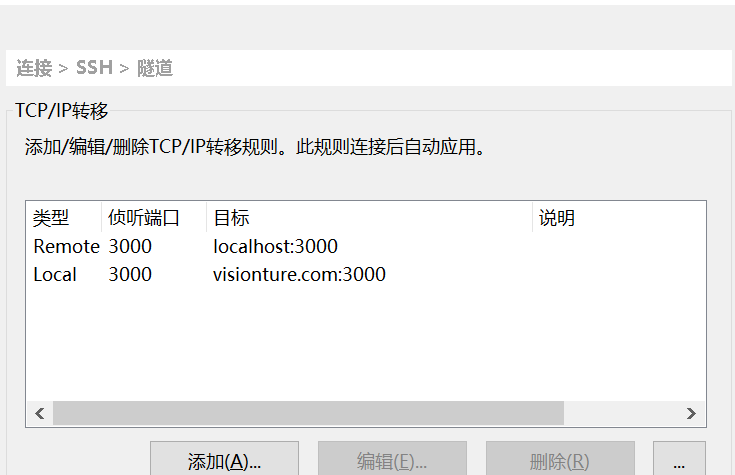 连接 > SSH > 隧道
TCP/IP转移
添加/编辑/删除TCP/IP转移规则。此规则连接后自动应用。
类型 侦听端口 目标 说明
Remote 3000 localhost:3000
Local 3000 visionture.com:3000
添加(A)... 编辑(E)... 删除(R) ...